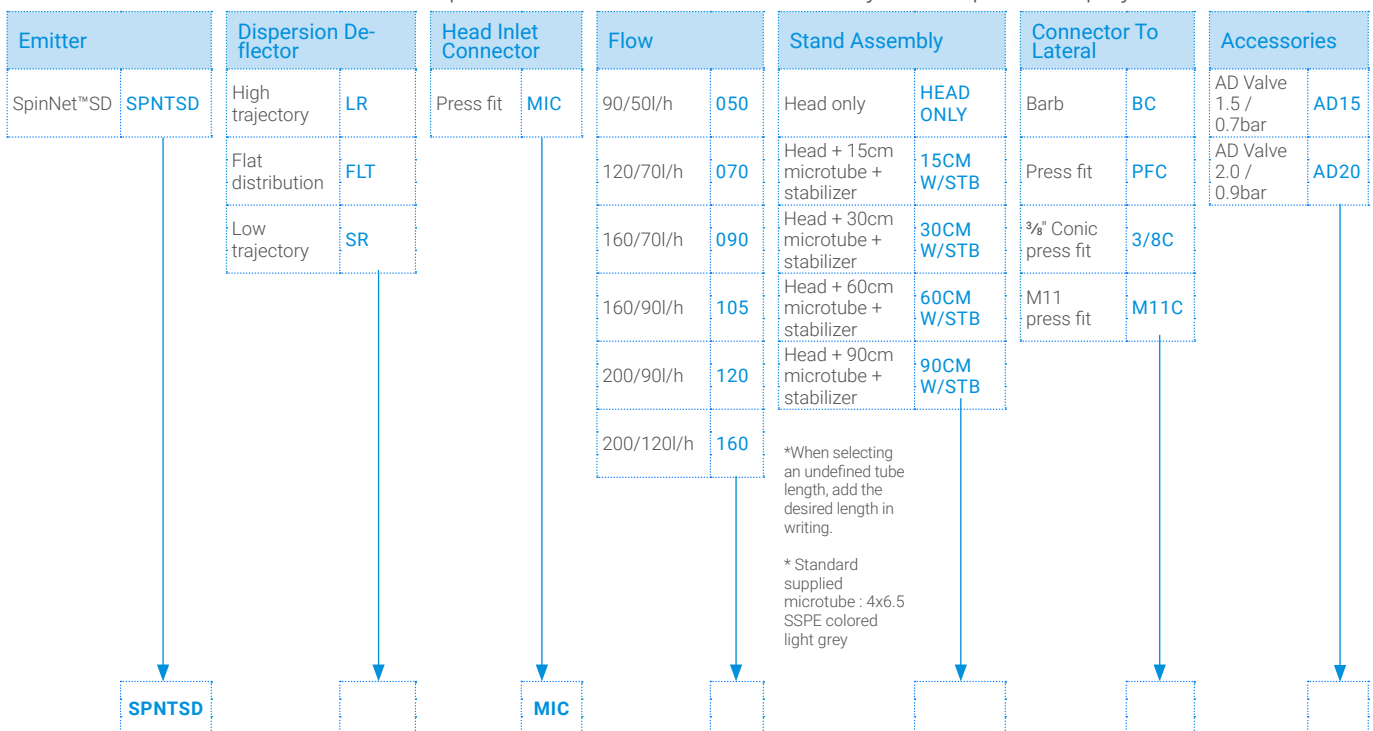 Emitter
SpinNet™SD SPNTSD
SPNTSD
Dispersion De-
flector
High
trajectory
LR
Flat
distribution
FLT
Low
trajectory
SR
Head Inlet
Connector
Press fit MIC
MIC
Flow
90/50l/h 050
120/70l/h 070
160/70l/h 090
160/90l/h 105
200/90l/h 120
200/120l/h 160
Stand Assembly
Head only
HEAD
ONLY
Head + 15cm
microtube +
stabilizer
15CM
W/STB
Head + 30cm
microtube +
stabilizer
30CM
W/STB
Head + 60cm
microtube +
stabilizer
60CM
W/STB
Head + 90cm
microtube +
stabilizer
90CM
W/STB
*When selecting
an undefined tube
length, add the
desired length in
writing.
* Standard
supplied
microtube : 4x6.5
SSPE colored
light grey
Connector To
Lateral
Barb BC
Press fit PFC
³⁄₈" Conic
press fit
3/8C
M11
press fit
M11C
Accessories
AD Valve
1.5 /
0.7bar
AD15
AD Valve
2.0 /
0.9bar
AD20